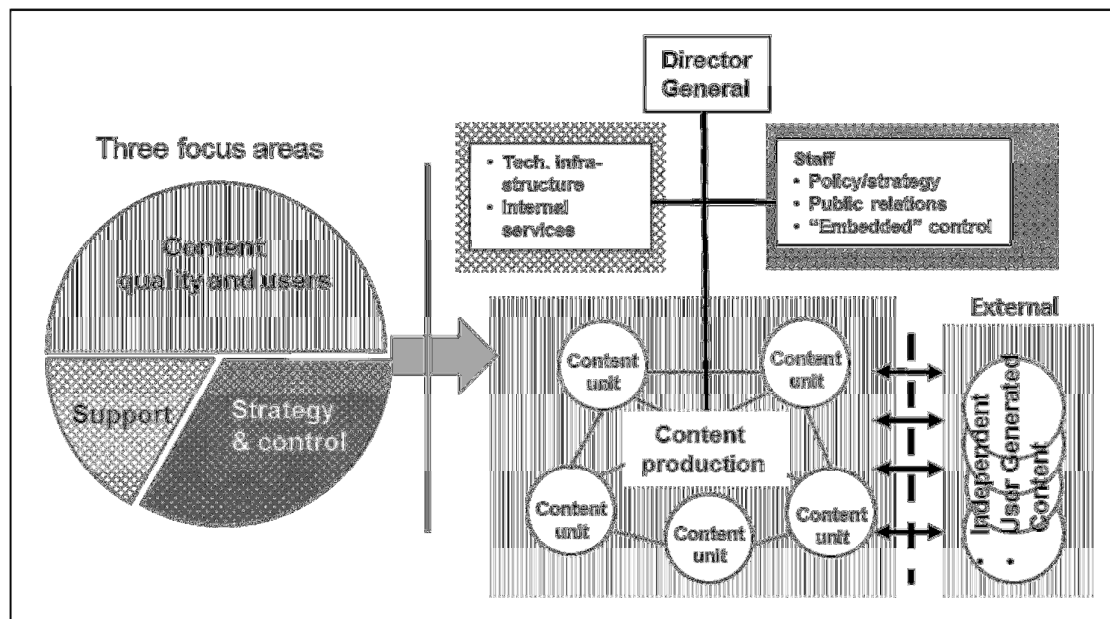 Director
General
Three focus areas
• Tech. infra-
structure
• Internal
services
Staff
• Policy/strategy
• Public relations
• “Embedded” control
Content
quality and users
Support
Strategy
& control
External
Content
unit
Content
unit
Content
production
Content
unit
Content
unit
Content
unit
• Independent
• User Generated
Content